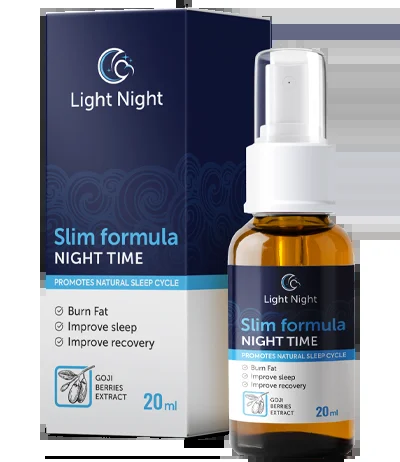 Light Night
Slim formula
NIGHT TIME
PROMOTES NATURAL SLEEP CYCLE
Burn Fat
Improve sleep
Improve recovery
GOJI
BERRIES
EXTRACT
20 ml
Light Night
Slim formula
NIGHT TIME
PROMOTES NATURAL SLEEP CYCLE
Burn Fat
Improve sleep
Improve recovery
GOJI
BERRIES
EXTRACT
20 ml